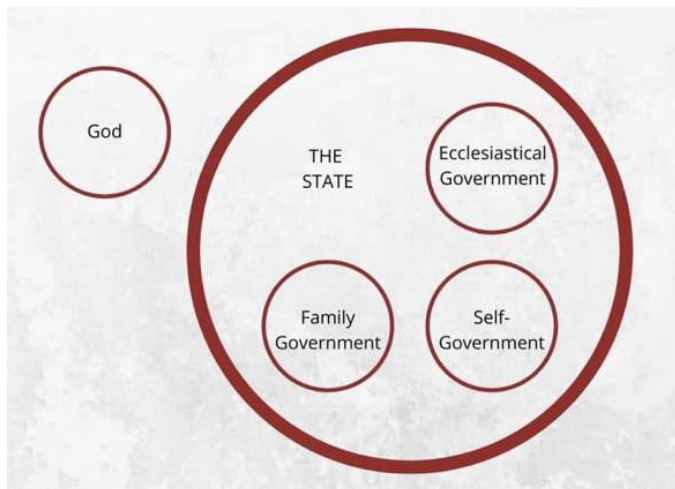 God
THE
STATE
Ecclesiastical
Government
Family
Government
Self-
Government